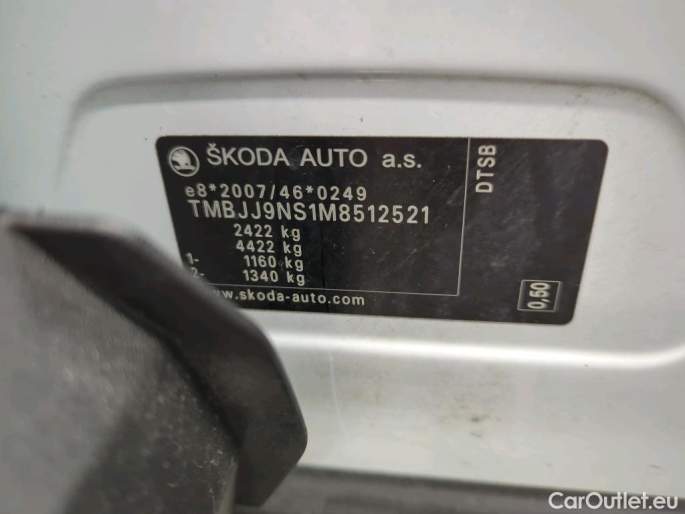 ŠKODA AUTO a.s.
e8*2007/46*0249
TMBJJ9NS1M8512521
2422 kg
4422 kg
1- 1160 kg
2- 1340 kg
www.skoda-auto.com
DTSB
0,50
CarOutlet.eu